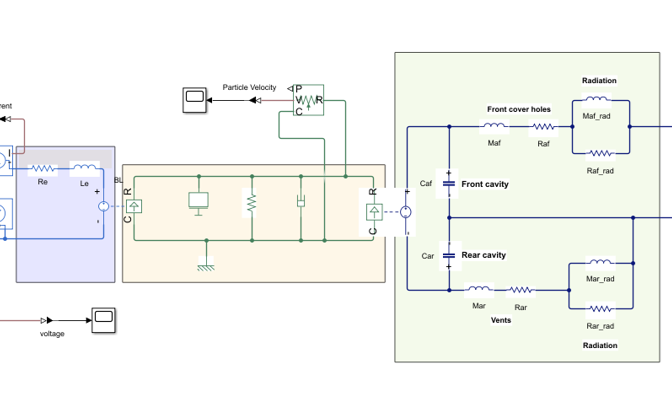 rrent
I
Re
Le
+
-
BL
R
C
Particle Velocity
P
V
R
C
R
C
+
-
Radiation
Front cover holes
Maf_rad
Maf
Raf
Raf_rad
+
Caf
Front cavity
Car
Rear cavity
+
Mar_rad
Mar
Rar
Vents
Rar_rad
Radiation
voltage